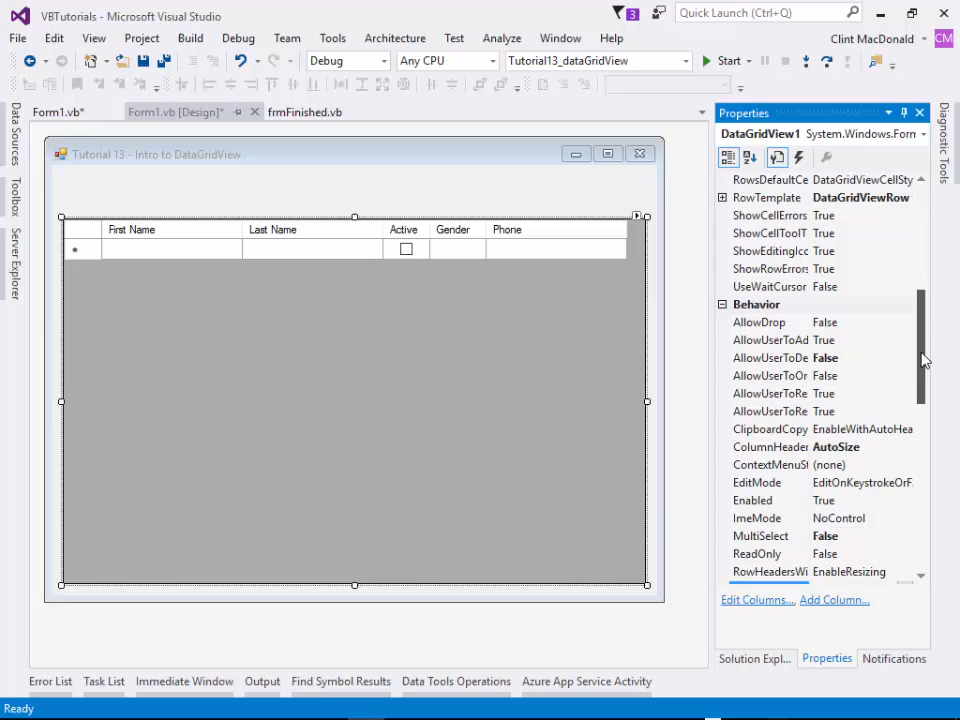 VBTutorials - Microsoft Visual Studio
3
Quick Launch (Ctrl+Q)
File Edit View Project Build Debug Team Tools Architecture Test Analyze Window Help
Clint MacDonald CM
Debug Any CPU Tutorial13_dataGridView Start
Form1.vb* Form1.vb [Design]* frmFinished.vb
Data Sources
Toolbox
Server Explorer
Tutorial 13 - Intro to DataGridView
First Name Last Name Active Gender Phone
*
Properties
DataGridView1 System.Windows.Form
RowsDefaultCe DataGridViewCellSty
RowTemplate DataGridViewRow
ShowCellErrors True
ShowCellToolT True
ShowEditingIcc True
ShowRowErrors True
UseWaitCursor False
Behavior
AllowDrop False
AllowUserToAd True
AllowUserToDe False
AllowUserToOr False
AllowUserToRe True
AllowUserToRe True
ClipboardCopy EnableWithAutoHea
ColumnHeader AutoSize
ContextMenuSt (none)
EditMode EditOnKeystrokeOrF
Enabled True
ImeMode NoControl
MultiSelect False
ReadOnly False
RowHeadersWi EnableResizing
Edit Columns..., Add Column...
Solution Expl... Properties Notifications
Diagnostic Tools
Error List Task List Immediate Window Output Find Symbol Results Data Tools Operations Azure App Service Activity
Ready